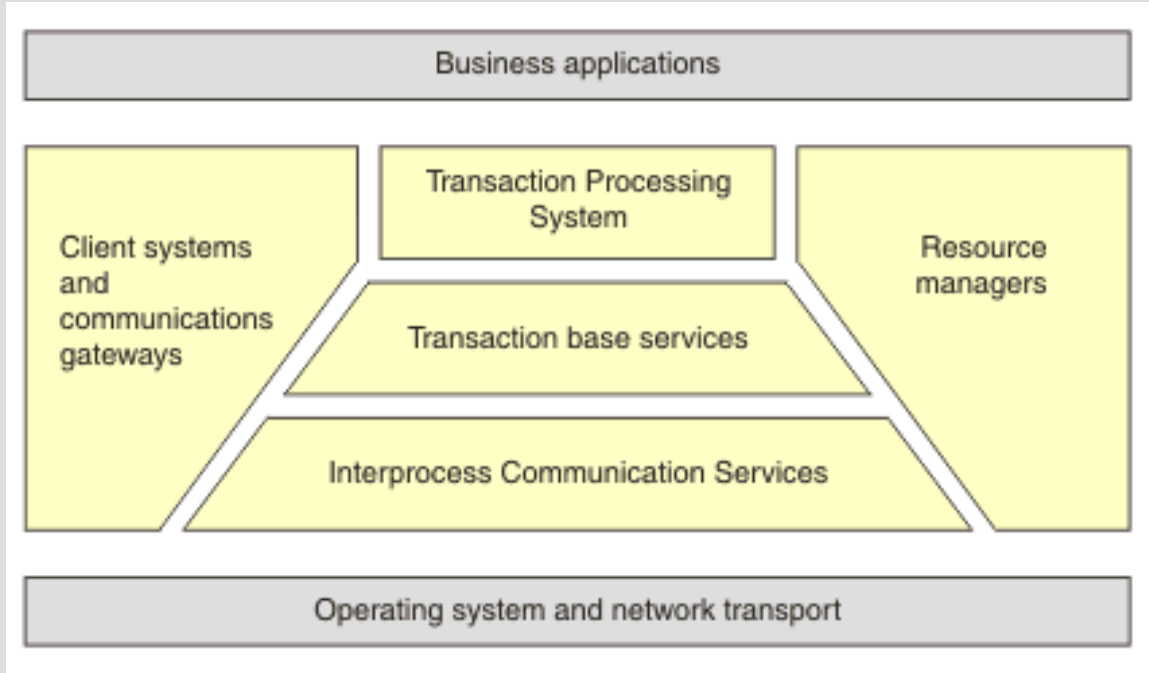 Business applications
Transaction Processing
System
Client systems
and
communications
gateways
Resource
managers
Transaction base services
Interprocess Communication Services
Operating system and network transport